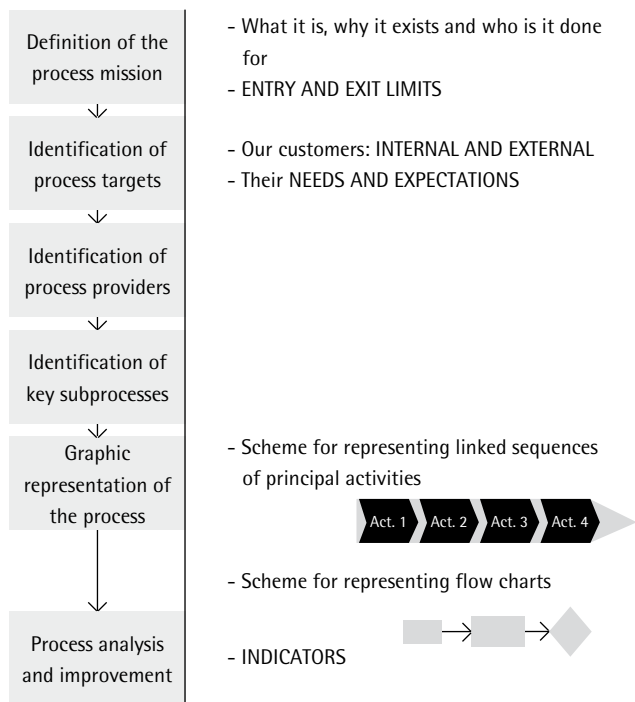 Definition of the
process mission
- What it is, why it exists and who is it done
for
- ENTRY AND EXIT LIMITS
Identification of
process targets
- Our customers: INTERNAL AND EXTERNAL
- Their NEEDS AND EXPECTATIONS
Identification of
process providers
Identification of
key subprocesses
Graphic
representation of
the process
- Scheme for representing linked sequences
of principal activities
Act. 1 Act. 2 Act. 3 Act. 4
- Scheme for representing flow charts
Process analysis
and improvement
- INDICATORS